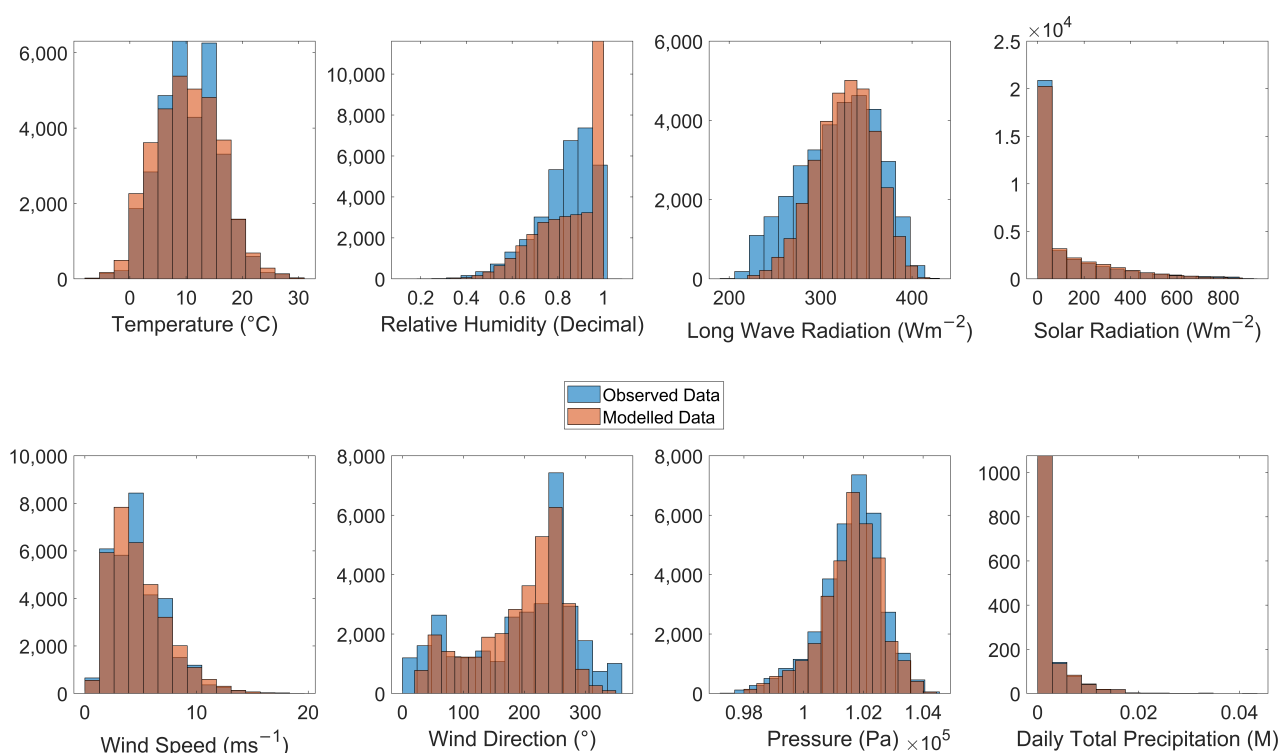 6,000
4,000
2,000
0
0 10 20 30
Temperature (°C)
10,000
8,000
6,000
4,000
2,000
0
0.2 0.4 0.6 0.8 1
Relative Humidity (Decimal)
6,000
4,000
2,000
0
200 300 400
Long Wave Radiation (Wm−2)
2.5×10⁴
2
1.5
1
0.5
0
0 200 400 600 800
Solar Radiation (Wm−2)
Observed Data
Modelled Data
10,000
8,000
6,000
4,000
2,000
0
0 10 20
Wind Speed (ms−1)
8,000
6,000
4,000
2,000
0
0 100 200 300
Wind Direction (°)
8,000
6,000
4,000
2,000
0
0.98 1 1.02 1.04
Pressure (Pa) ×10⁵
1000
800
600
400
200
0
0 0.02 0.04
Daily Total Precipitation (M)